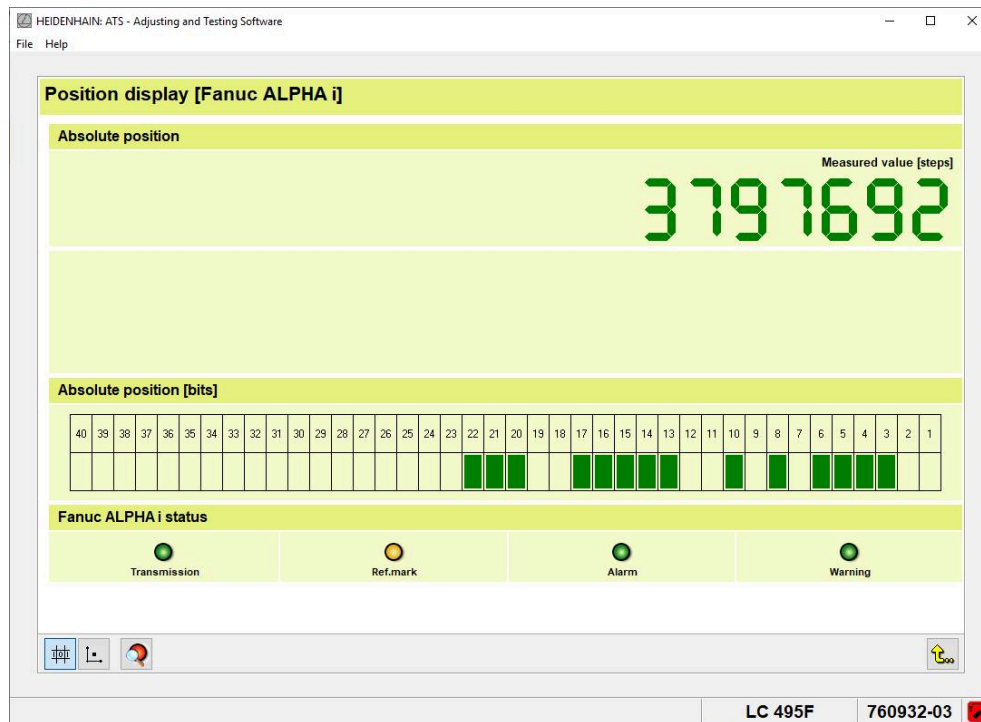 HEIDENHAIN: ATS - Adjusting and Testing Software
File Help
Position display [Fanuc ALPHA i]
Absolute position
Measured value [steps]
3797692
Absolute position [bits]
40 39 38 37 36 35 34 33 32 31 30 29 28 27 26 25 24 23 22 21 20 19 18 17 16 15 14 13 12 11 10 9 8 7 6 5 4 3 2 1
Fanuc ALPHA i status
Transmission Ref.mark Alarm Warning
LC 495F 760932-03